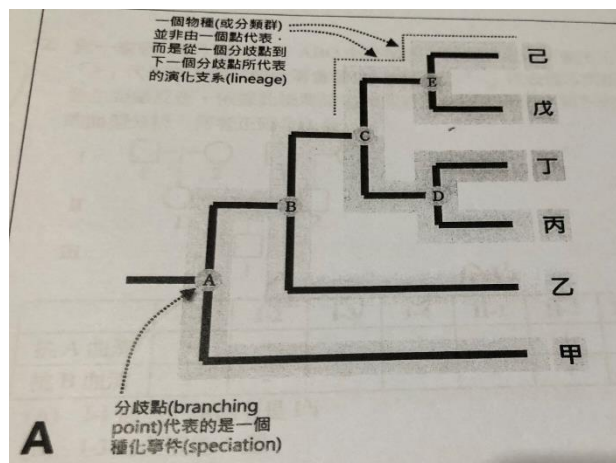 一個物種(或分類群)
並非由一個點代表，
而是從一個分歧點到
下一個分歧點所代表
的演化支系(lineage)
己
E
戊
C
丁
D
丙
B
乙
A
甲
分歧點(branching
point)代表的是一個
種化事件(speciation)
A